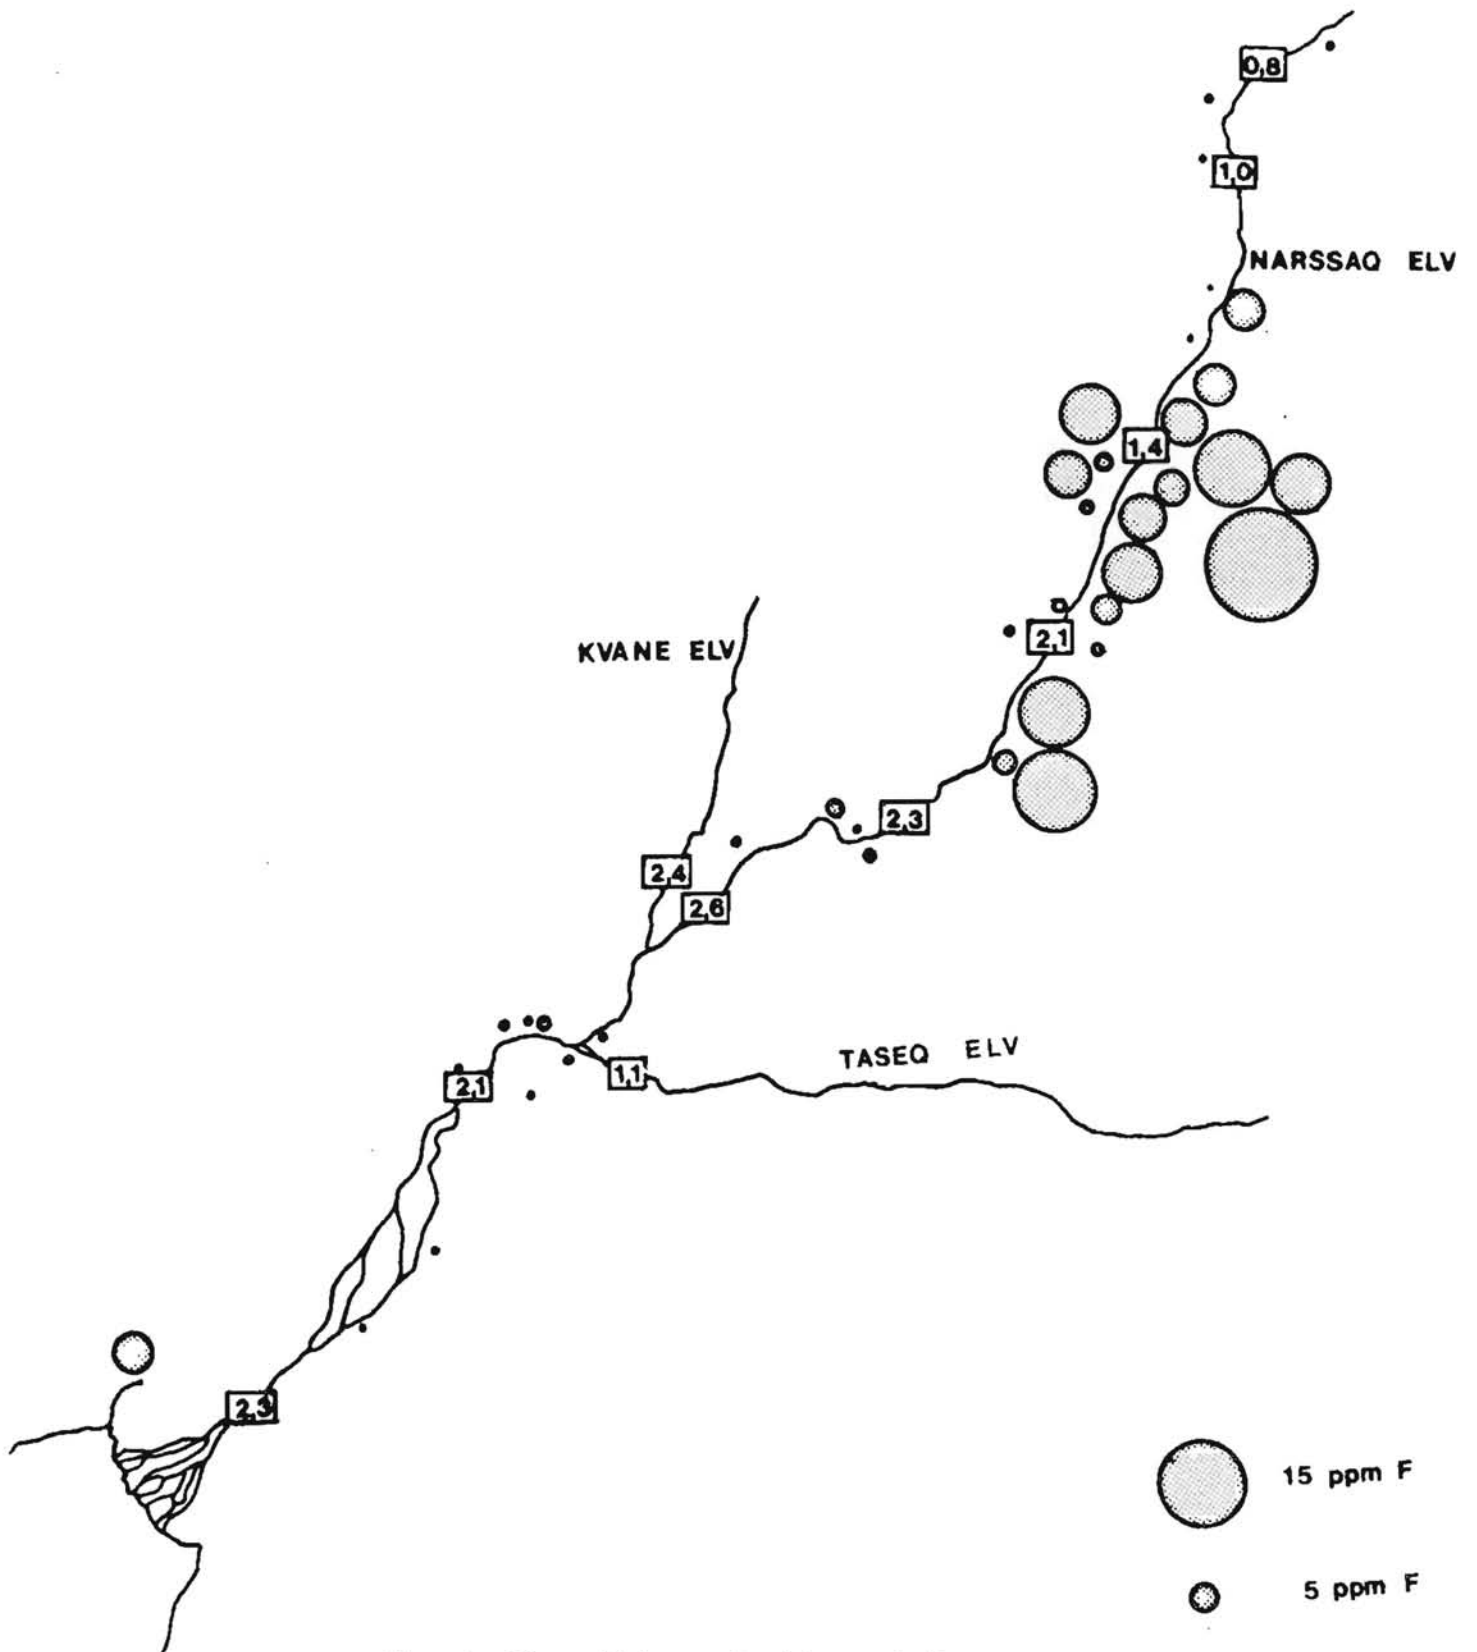 0,8
1,0
NARSSAQ ELV
1,4
2,1
KVANE ELV
2,3
2,4
2,6
TASEQ ELV
1,1
2,1
2,3
15 ppm F
5 ppm F